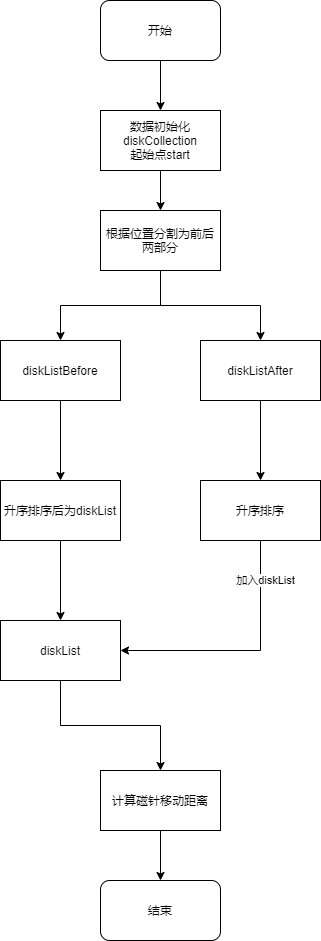 开始
数据初始化
diskCollection
起始点start
根据位置分割为前后
两部分
diskListBefore
diskListAfter
升序排序后为diskList
升序排序
加入diskList
diskList
计算磁针移动距离
结束